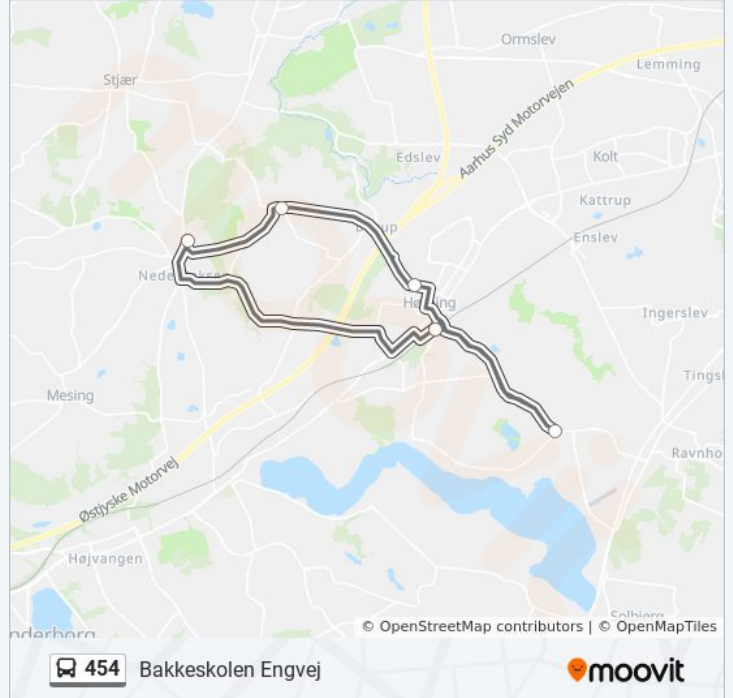 Ormslev
Lemming
Stjær
Aarhus Syd Motorvejen
Edslev
Kolt
Kattrup
Enslev
Ingerslev
Mesing
Ravnho
Østjyske Motorvej
Højvangen
Solbjerg
nderborg
© OpenStreetMap contributors | © OpenMapTiles
454 Bakkeskolen Engvej
moovit